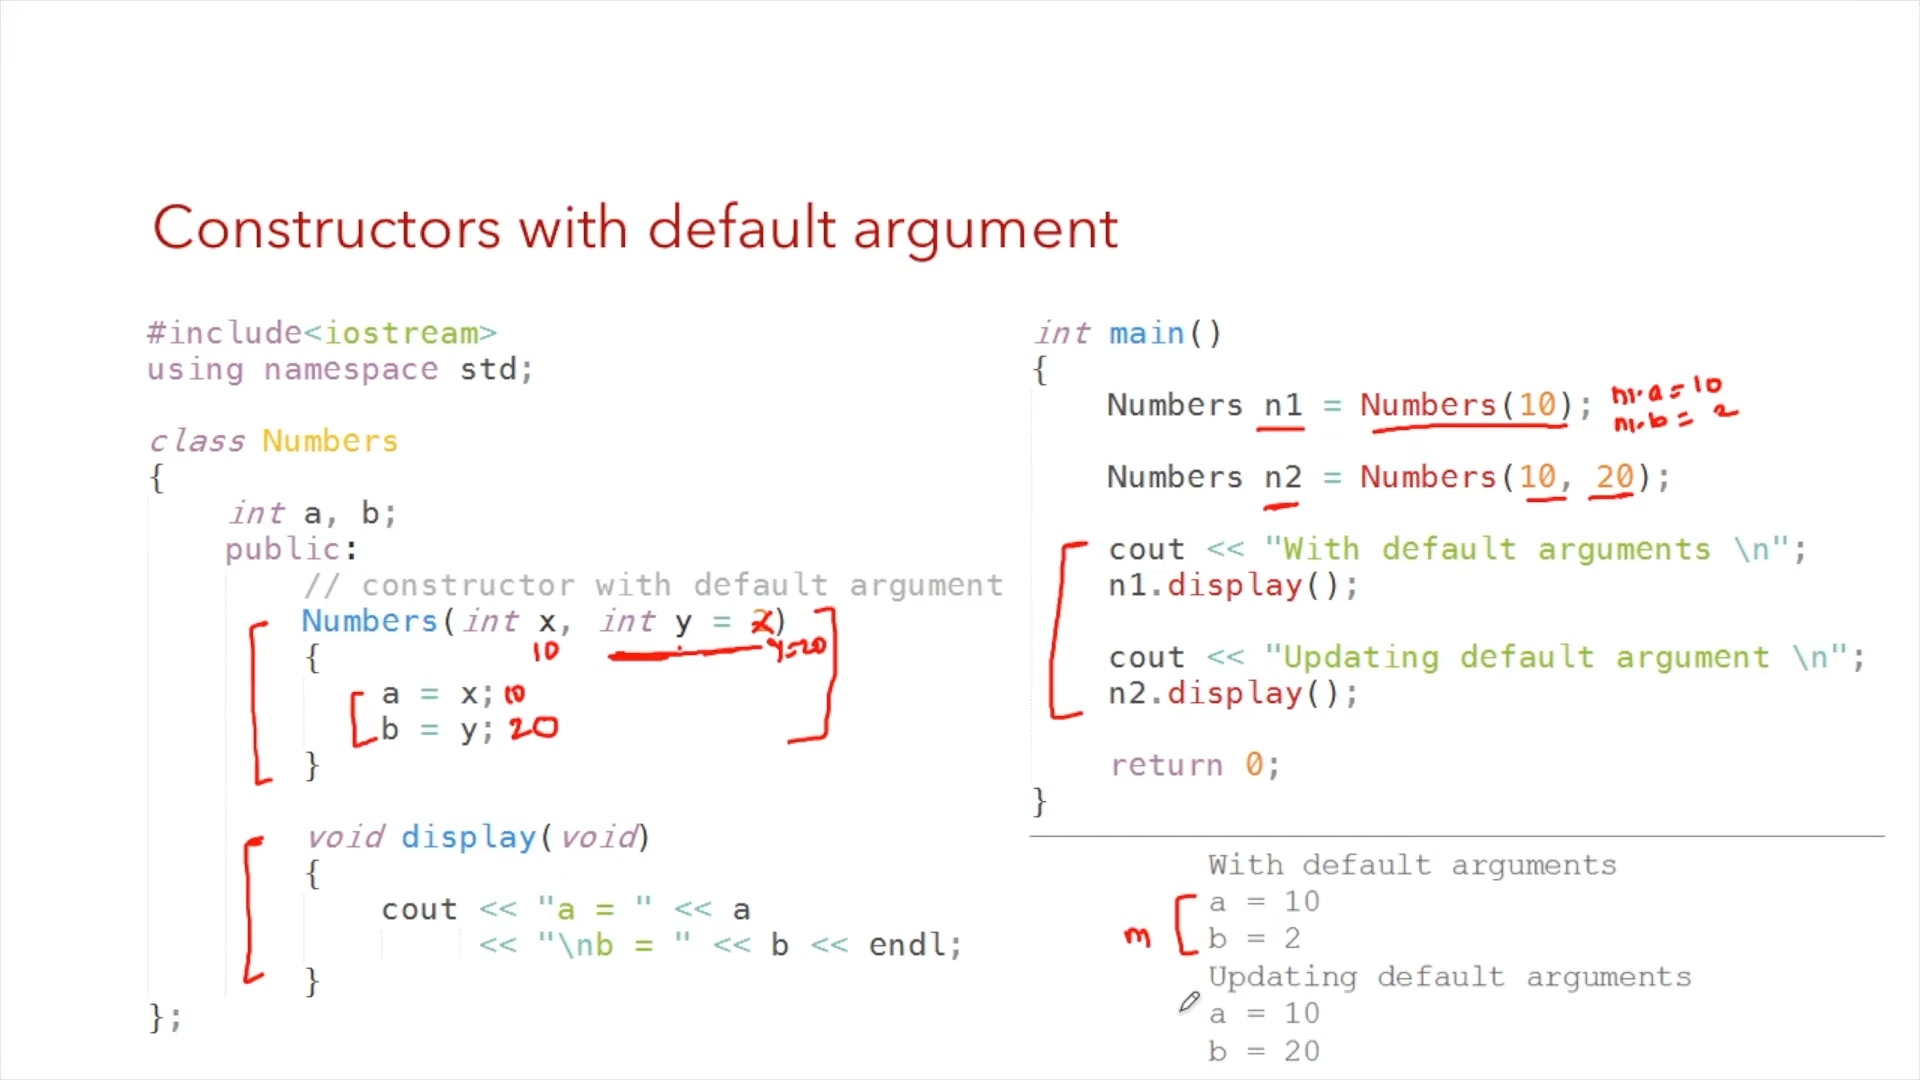 Constructors with default argument
#include<iostream>
using namespace std;
class Numbers
{
int a, b;
public:
// constructor with default argument
Numbers(int x, int y = 2)
10
y=20
{
a = x; 10
b = y; 20
}
void display(void)
{
cout << "a = " << a
<< "\nb = " << b << endl;
}
};
int main()
{
Numbers n1 = Numbers(10); n1.a = 10
n1.b = 2
Numbers n2 = Numbers(10, 20);
cout << "With default arguments \n";
n1.display();
cout << "Updating default argument \n";
n2.display();
return 0;
}
With default arguments
a = 10
n1
b = 2
Updating default arguments
a = 10
b = 20